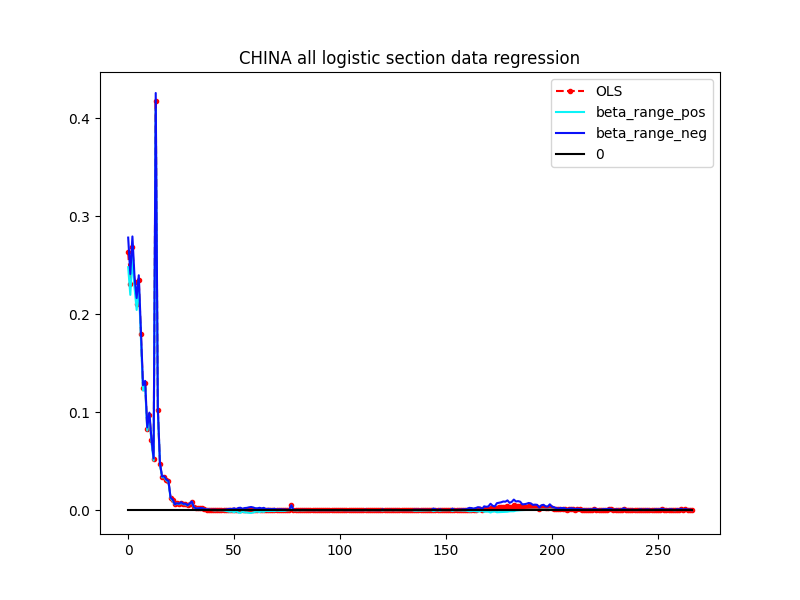 CHINA all logistic section data regression
OLS
beta_range_pos
beta_range_neg
0
0.4
0.3
0.2
0.1
0.0
0 50 100 150 200 250